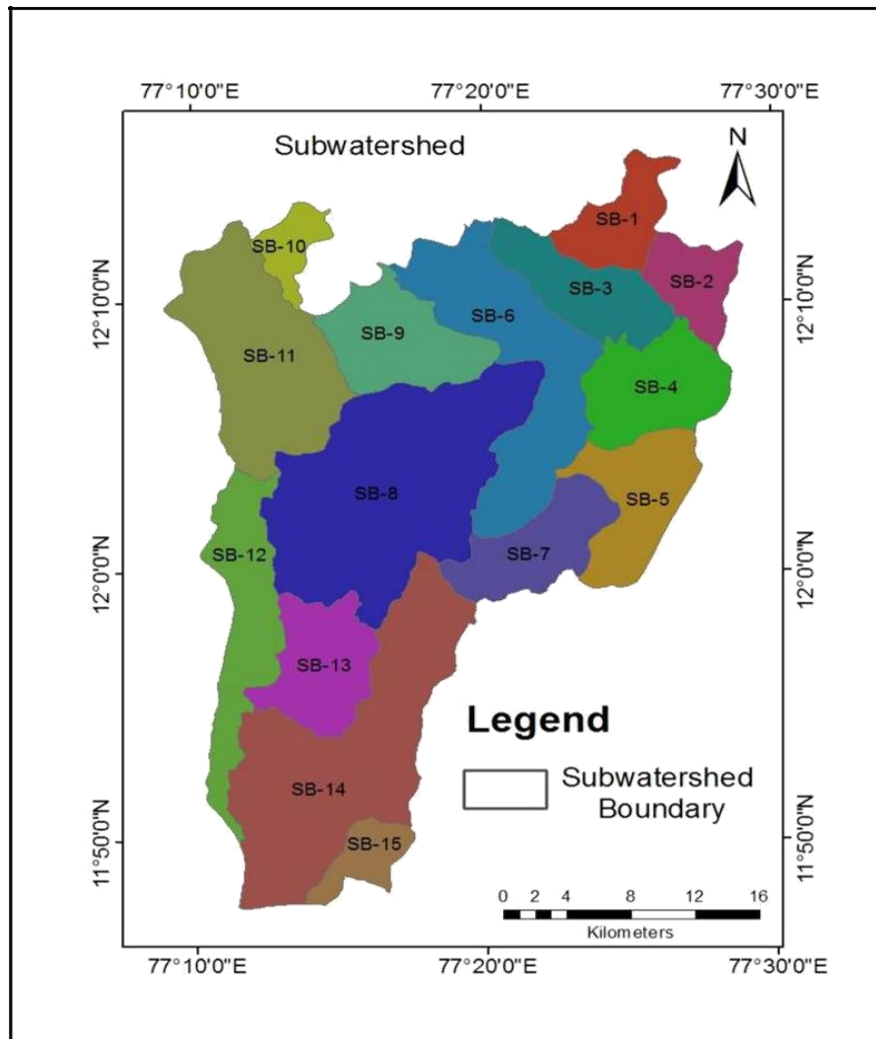 77°10'0"E 77°20'0"E 77°30'0"E
Subwatershed
N
SB-1
SB-10
SB-2
SB-3
12°10'0"N
12°10'0"N
SB-6
SB-9
SB-11
SB-4
SB-8
SB-5
SB-12
SB-7
12°0'0"N
12°0'0"N
SB-13
Legend
Subwatershed
Boundary
SB-14
SB-15
11°50'0"N
11°50'0"N
0 2 4 8 12 16
Kilometers
77°10'0"E 77°20'0"E 77°30'0"E